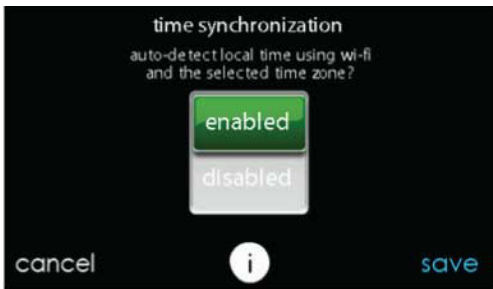 time synchronization
auto-detect local time using wi-fi
and the selected time zone?
enabled
disabled
cancel
i
save